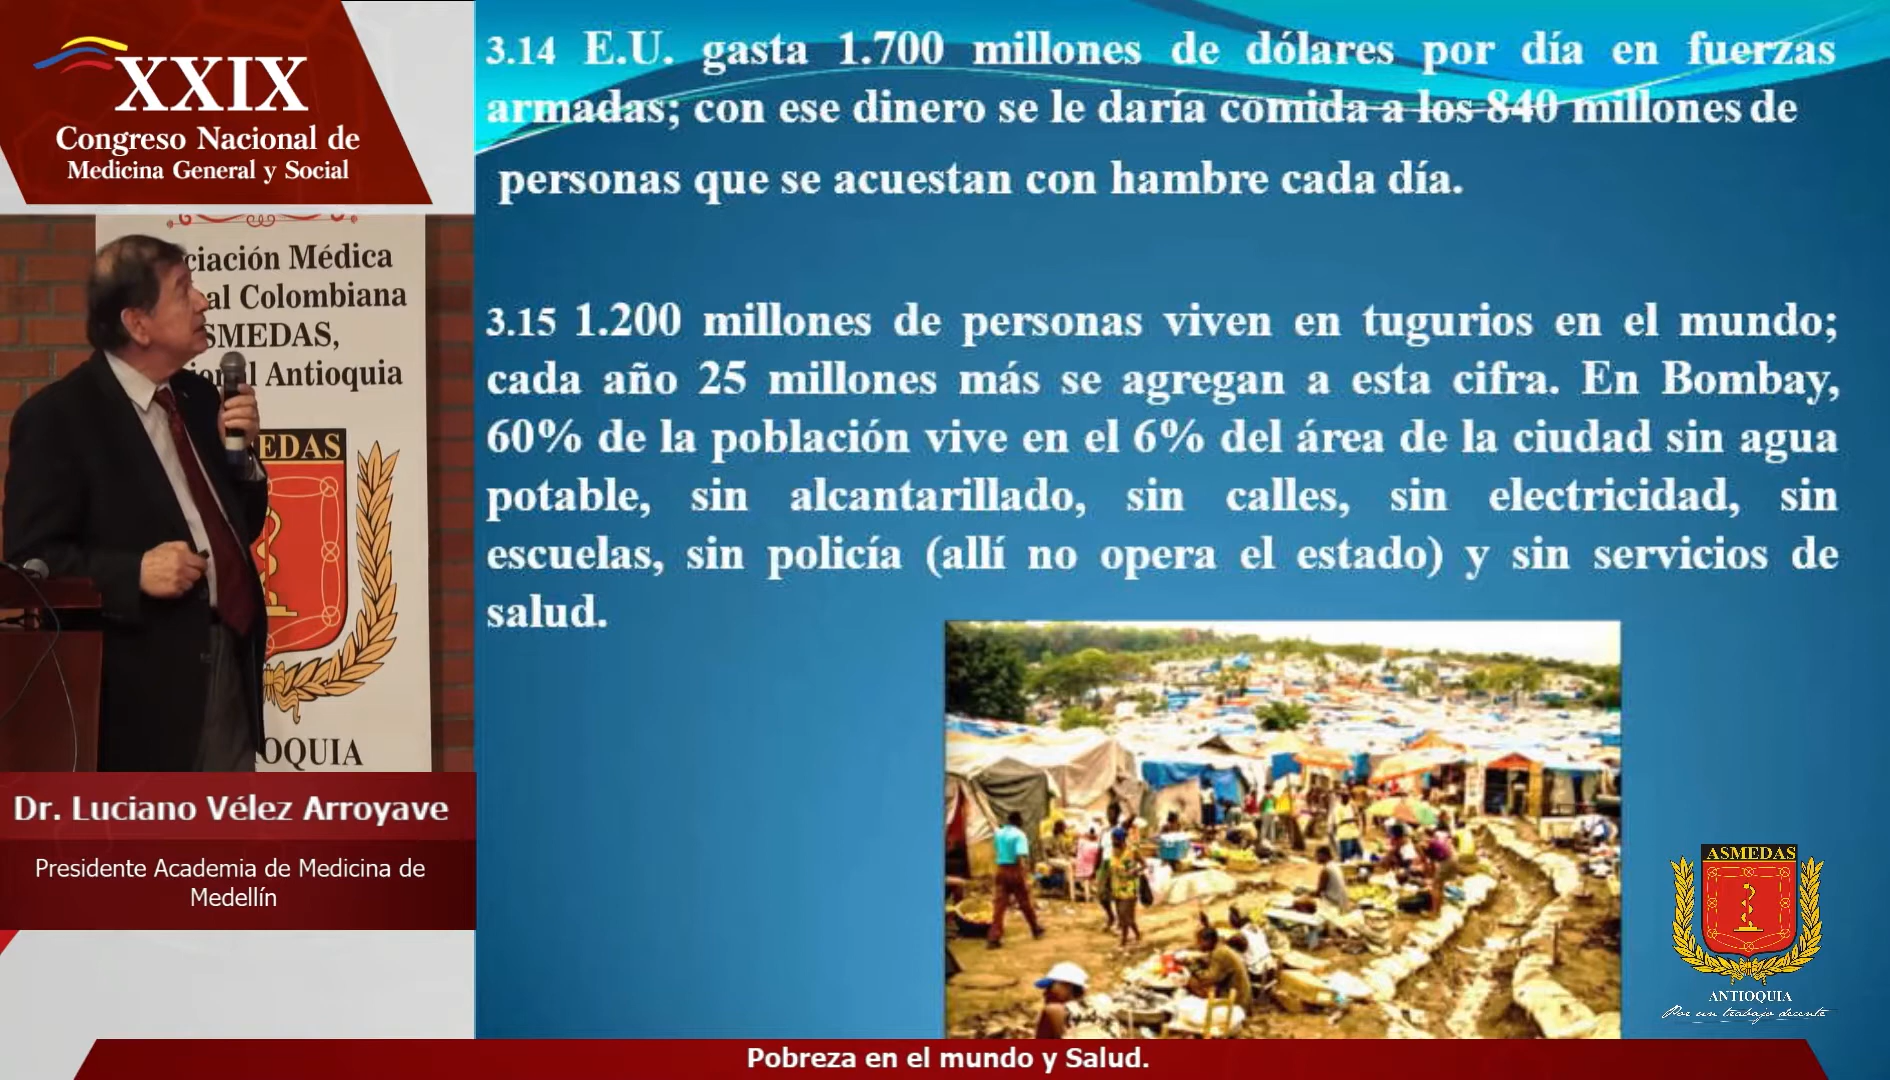 XXIX
Congreso Nacional de
Medicina General y Social
ciación Médica
al Colombiana
SMEDAS,
l Antioquia
EDAS
OQUIA
Dr. Luciano Vélez Arroyave
Presidente Academia de Medicina de
Medellín
3.14 E.U. gasta 1.700 millones de dólares por día en fuerzas
armadas; con ese dinero se le daría comida a los 840 millones de
personas que se acuestan con hambre cada día.
3.15 1.200 millones de personas viven en tugurios en el mundo;
cada año 25 millones más se agregan a esta cifra. En Bombay,
60% de la población vive en el 6% del área de la ciudad sin agua
potable, sin alcantarillado, sin calles, sin electricidad, sin
escuelas, sin policía (allí no opera el estado) y sin servicios de
salud.
ASMEDAS
ANTIOQUIA
Por un trabajo decente
Pobreza en el mundo y Salud.